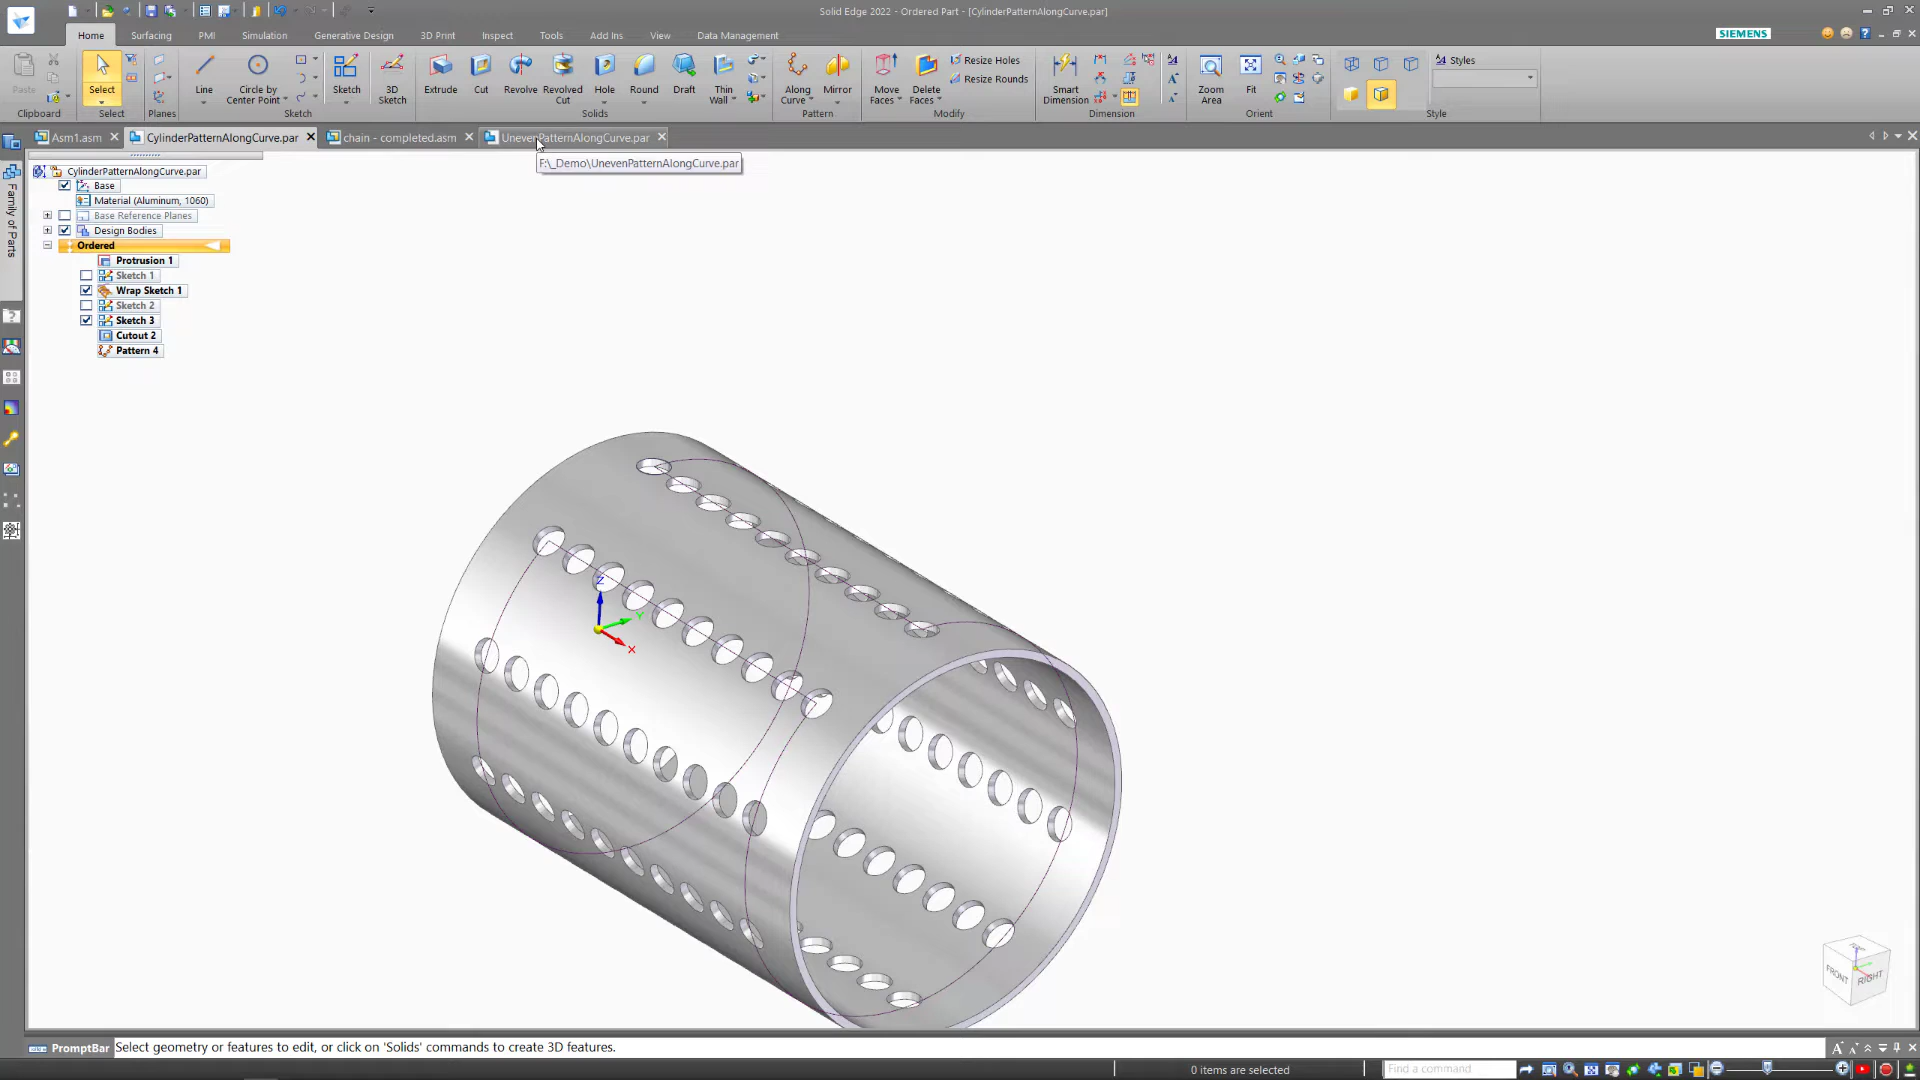 Solid Edge 2022 - Ordered Part - [CylinderPatternAlongCurve.par]
Home Surfacing PMI Simulation Generative Design 3D Print Inspect Tools Add Ins View Data Management
SIEMENS
Paste
Select
Line
Circle by Center Point
Sketch
3D Sketch
Extrude
Cut
Revolve
Revolved Cut
Hole
Round
Draft
Thin Wall
Along Curve
Mirror
Move Faces
Delete Faces
Resize Holes
Resize Rounds
Smart Dimension
Zoom Area
Fit
Styles
Clipboard Select Planes Sketch Solids Pattern Modify Dimension Orient Style
Asm1.asm CylinderPatternAlongCurve.par chain - completed.asm UnevenPatternAlongCurve.par
F:\_Demo\UnevenPatternAlongCurve.par
Family of Parts
CylinderPatternAlongCurve.par
Base
Material (Aluminum, 1060)
Base Reference Planes
Design Bodies
Ordered
Protrusion 1
Sketch 1
Wrap Sketch 1
Sketch 2
Sketch 3
Cutout 2
Pattern 4
Z
Y
X
TOP
FRONT
RIGHT
PromptBar Select geometry or features to edit, or click on 'Solids' commands to create 3D features.
0 items are selected Find a command